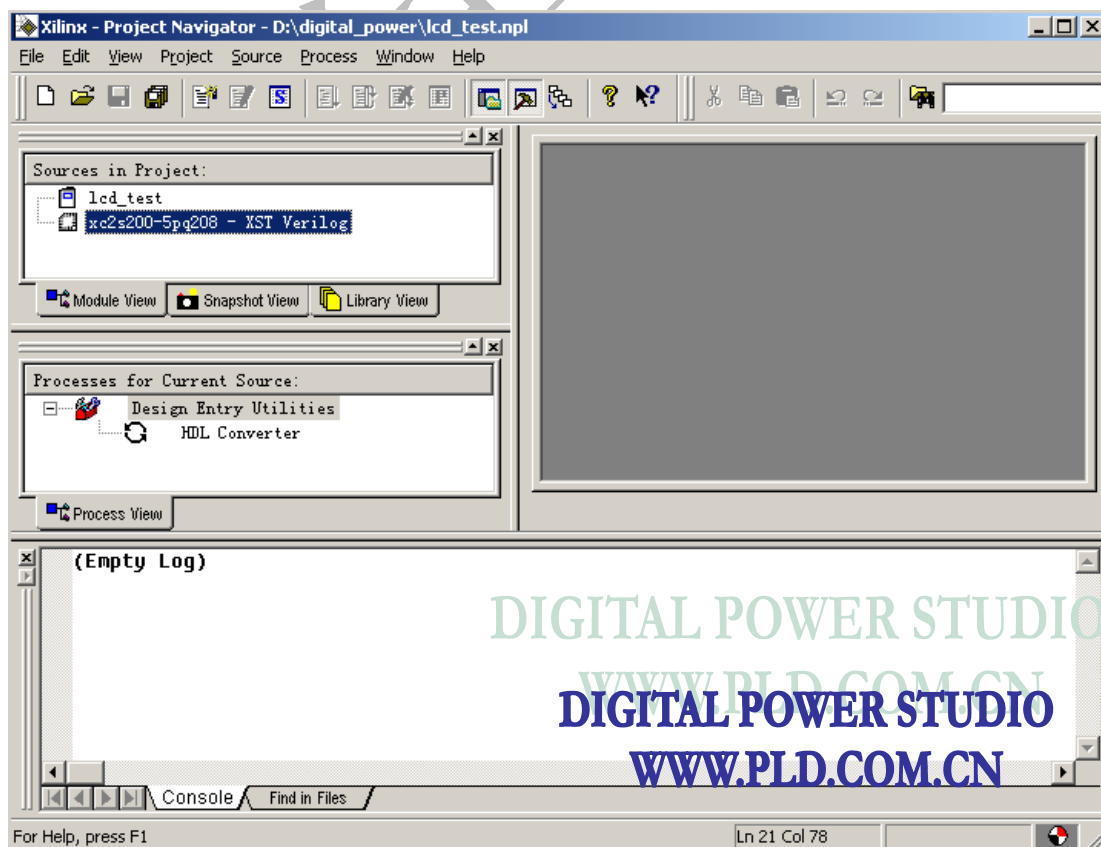 Xilinx - Project Navigator - D:\digital_power\lcd_test.npl
File Edit View Project Source Process Window Help
Sources in Project:
lcd_test
xc2s200-5pq208 - XST Verilog
Module View Snapshot View Library View
Processes for Current Source:
Design Entry Utilities
HDL Converter
Process View
(Empty Log)
DIGITAL POWER STUDIO
WWW.PLD.COM.CN
DIGITAL POWER STUDIO
WWW.PLD.COM.CN
Console Find in Files
For Help, press F1
Ln 21 Col 78